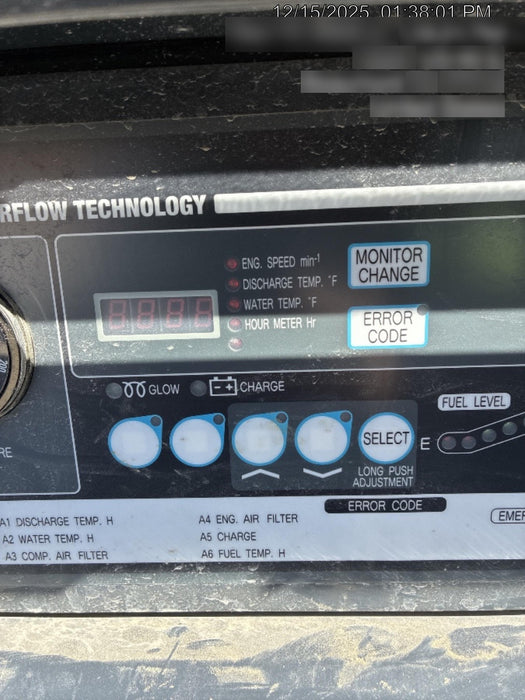 12/15/2025 01:38:01 PM
RFLOW TECHNOLOGY
ENG. SPEED min-1
DISCHARGE TEMP. °F
WATER TEMP. °F
HOUR METER Hr
MONITOR
CHANGE
ERROR
CODE
GLOW
CHARGE
FUEL LEVEL
SELECT
E
LONG PUSH
ADJUSTMENT
RE
ERROR CODE
A1 DISCHARGE TEMP. H
A2 WATER TEMP. H
A3 COMP. AIR FILTER
A4 ENG. AIR FILTER
A5 CHARGE
A6 FUEL TEMP. H
EMER